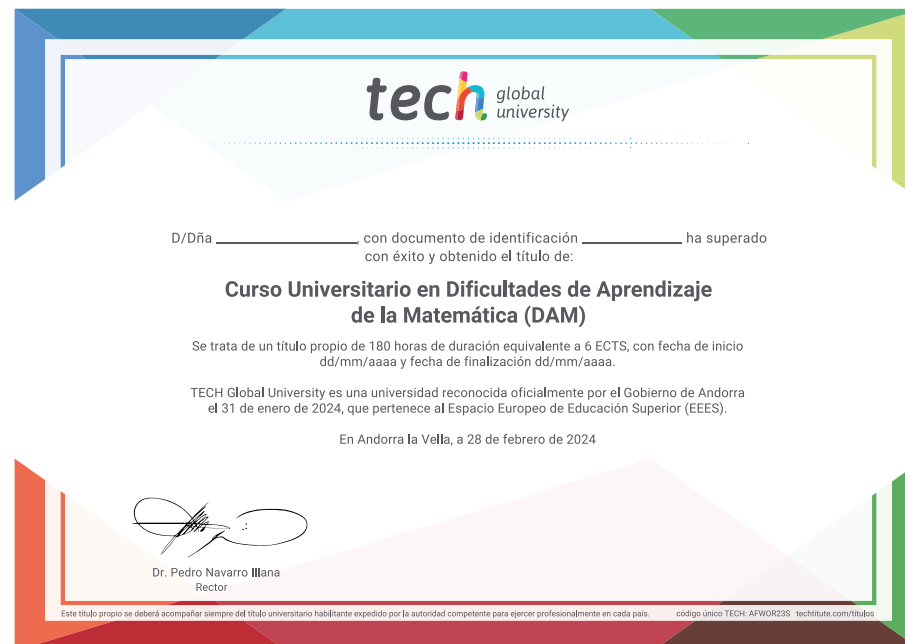 tech global university
D/Dña ____________________, con documento de identificación ______________ ha superado
con éxito y obtenido el título de:
Curso Universitario en Dificultades de Aprendizaje
de la Matemática (DAM)
Se trata de un título propio de 180 horas de duración equivalente a 6 ECTS, con fecha de inicio
dd/mm/aaaa y fecha de finalización dd/mm/aaaa.
TECH Global University es una universidad reconocida oficialmente por el Gobierno de Andorra
el 31 de enero de 2024, que pertenece al Espacio Europeo de Educación Superior (EEES).
En Andorra la Vella, a 28 de febrero de 2024
Dr. Pedro Navarro Illana
Rector
Este título propio se deberá acompañar siempre del título universitario habilitante expedido por la autoridad competente para ejercer profesionalmente en cada país. código único TECH: AFWOR23S techtitute.com/titulos